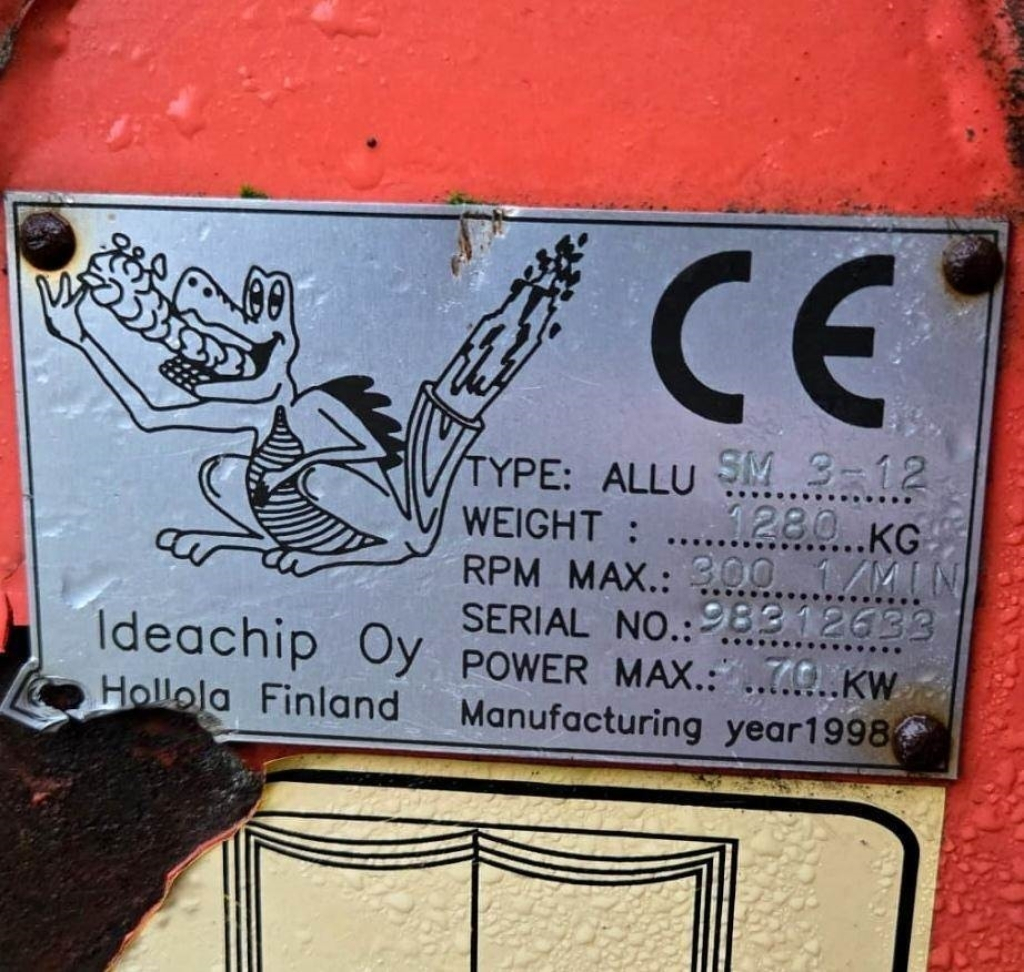 CE
TYPE: ALLU SM 3-12
WEIGHT : 1280 KG
RPM MAX.: 300 1/MIN
SERIAL NO.: 98312633
POWER MAX.: 70 KW
Manufacturing year1998
Ideachip Oy
Hollola Finland